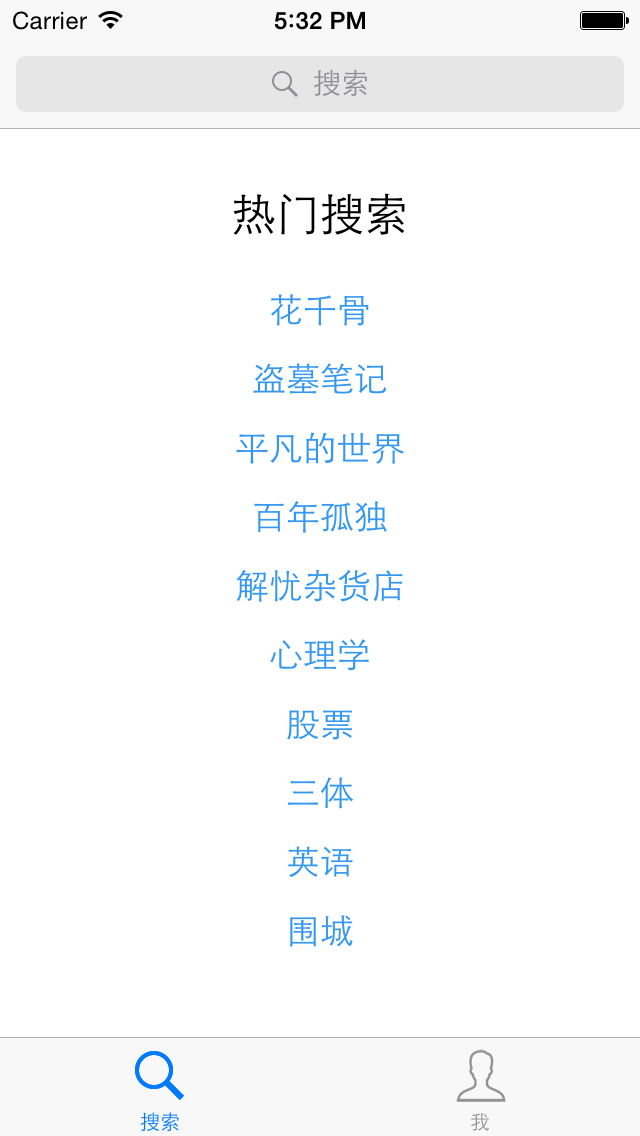 Carrier 5:32 PM
搜索
热门搜索
花千骨
盗墓笔记
平凡的世界
百年孤独
解忧杂货店
心理学
股票
三体
英语
围城
搜索 我